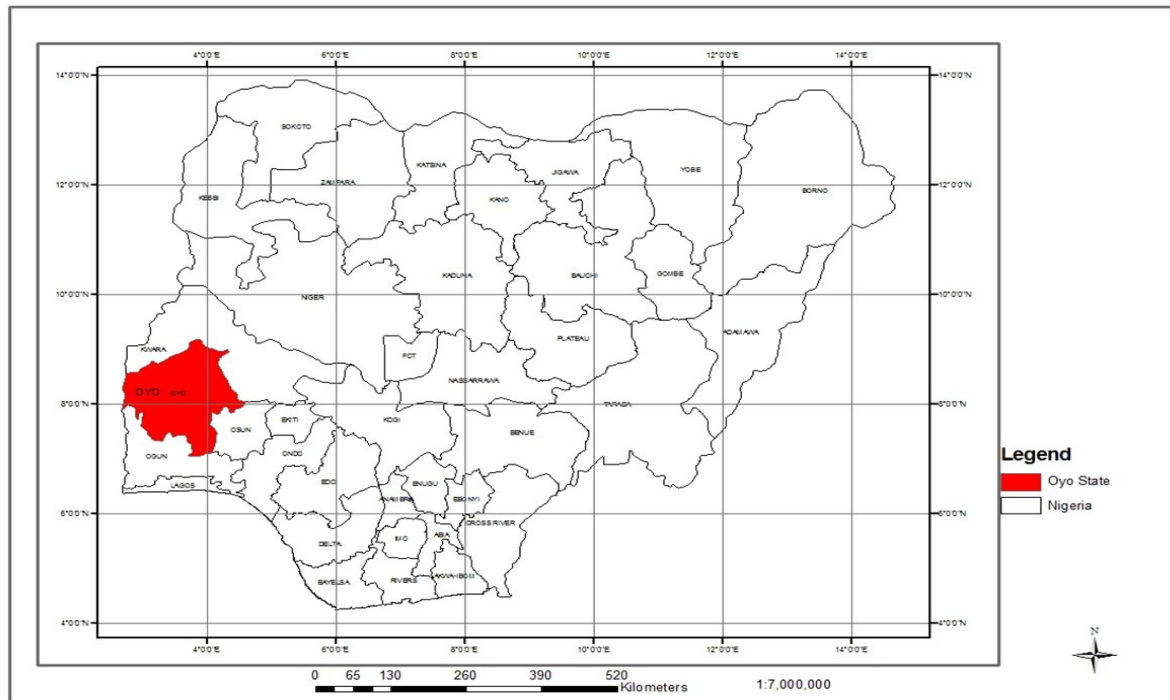 4°0'0"E 6°0'0"E 8°0'0"E 10°0'0"E 12°0'0"E 14°0'0"E
14°0'0"N 14°0'0"N
SOKOTO
KATSINA
YOBE
JIGAWA
ZAMFARA
12°0'0"N 12°0'0"N
BORNO
KEBBI
KANO
KADUNA
BAUCHI
GOMBE
NIGER
10°0'0"N 10°0'0"N
ADAMAWA
PLATEAU
KWARA
FCT
NASSARRAWA
OYO OYO
8°0'0"N 8°0'0"N
TARABA
OSUN
EKITI
KOGI
BENUE
ONDO
OGUN
Legend
EDO
LAGOS
ENUGU
Oyo State
ANAMBRA
EBONYI
Nigeria
6°0'0"N 6°0'0"N
CROSS RIVER
DELTA
IMO
ABIA
BAYELSA
RIVERS
AKWA-IBOM
4°0'0"N 4°0'0"N
4°0'0"E 6°0'0"E 8°0'0"E 10°0'0"E 12°0'0"E 14°0'0"E
N
0 65 130 260 390 520
Kilometers
1:7,000,000